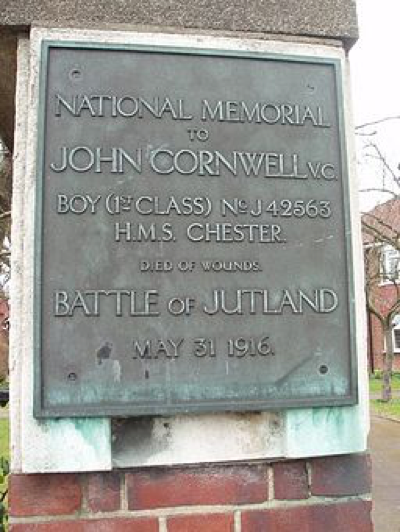 NATIONAL MEMORIAL
TO
JOHN CORNWELL V.C.
BOY (1ST CLASS) No J 42563
H.M.S. CHESTER.
DIED OF WOUNDS.
BATTLE OF JUTLAND
MAY 31 1916.